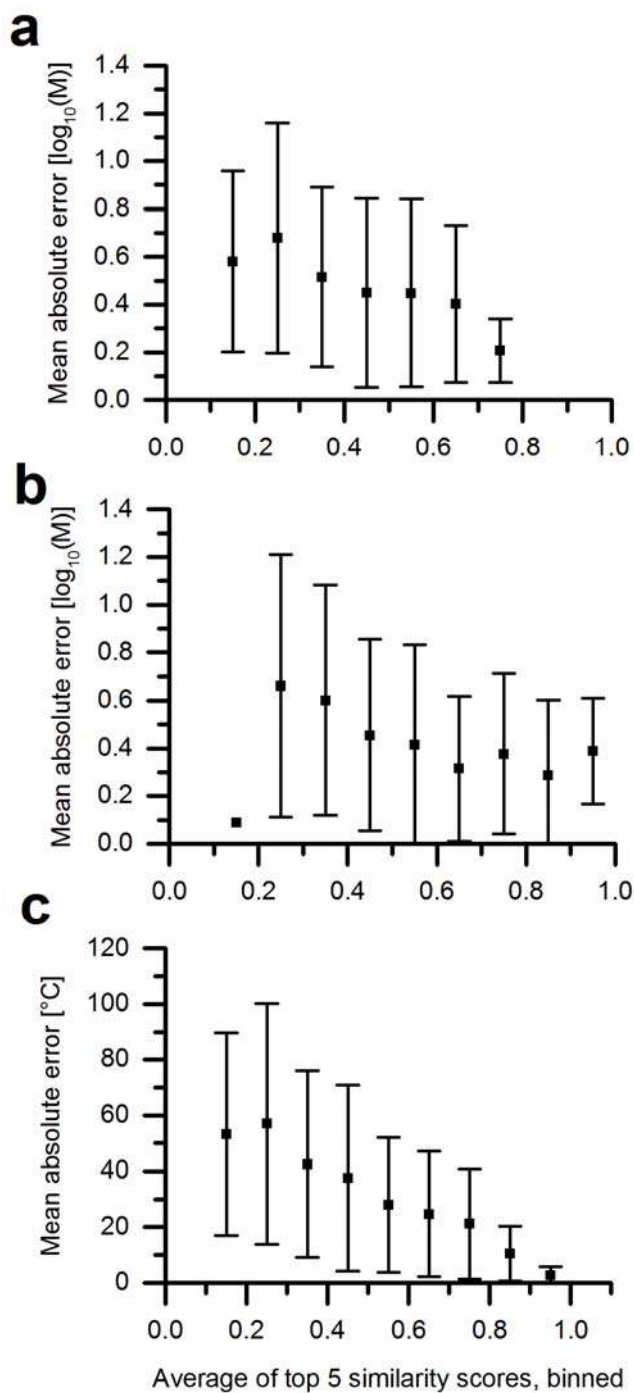 a
Mean absolute error [log₁₀(M)]
1.4
1.2
1.0
0.8
0.6
0.4
0.2
0.0
0.0 0.2 0.4 0.6 0.8 1.0
b
Mean absolute error [log₁₀(M)]
1.4
1.2
1.0
0.8
0.6
0.4
0.2
0.0
0.0 0.2 0.4 0.6 0.8 1.0
c
Mean absolute error [°C]
120
100
80
60
40
20
0
0.0 0.2 0.4 0.6 0.8 1.0
Average of top 5 similarity scores, binned